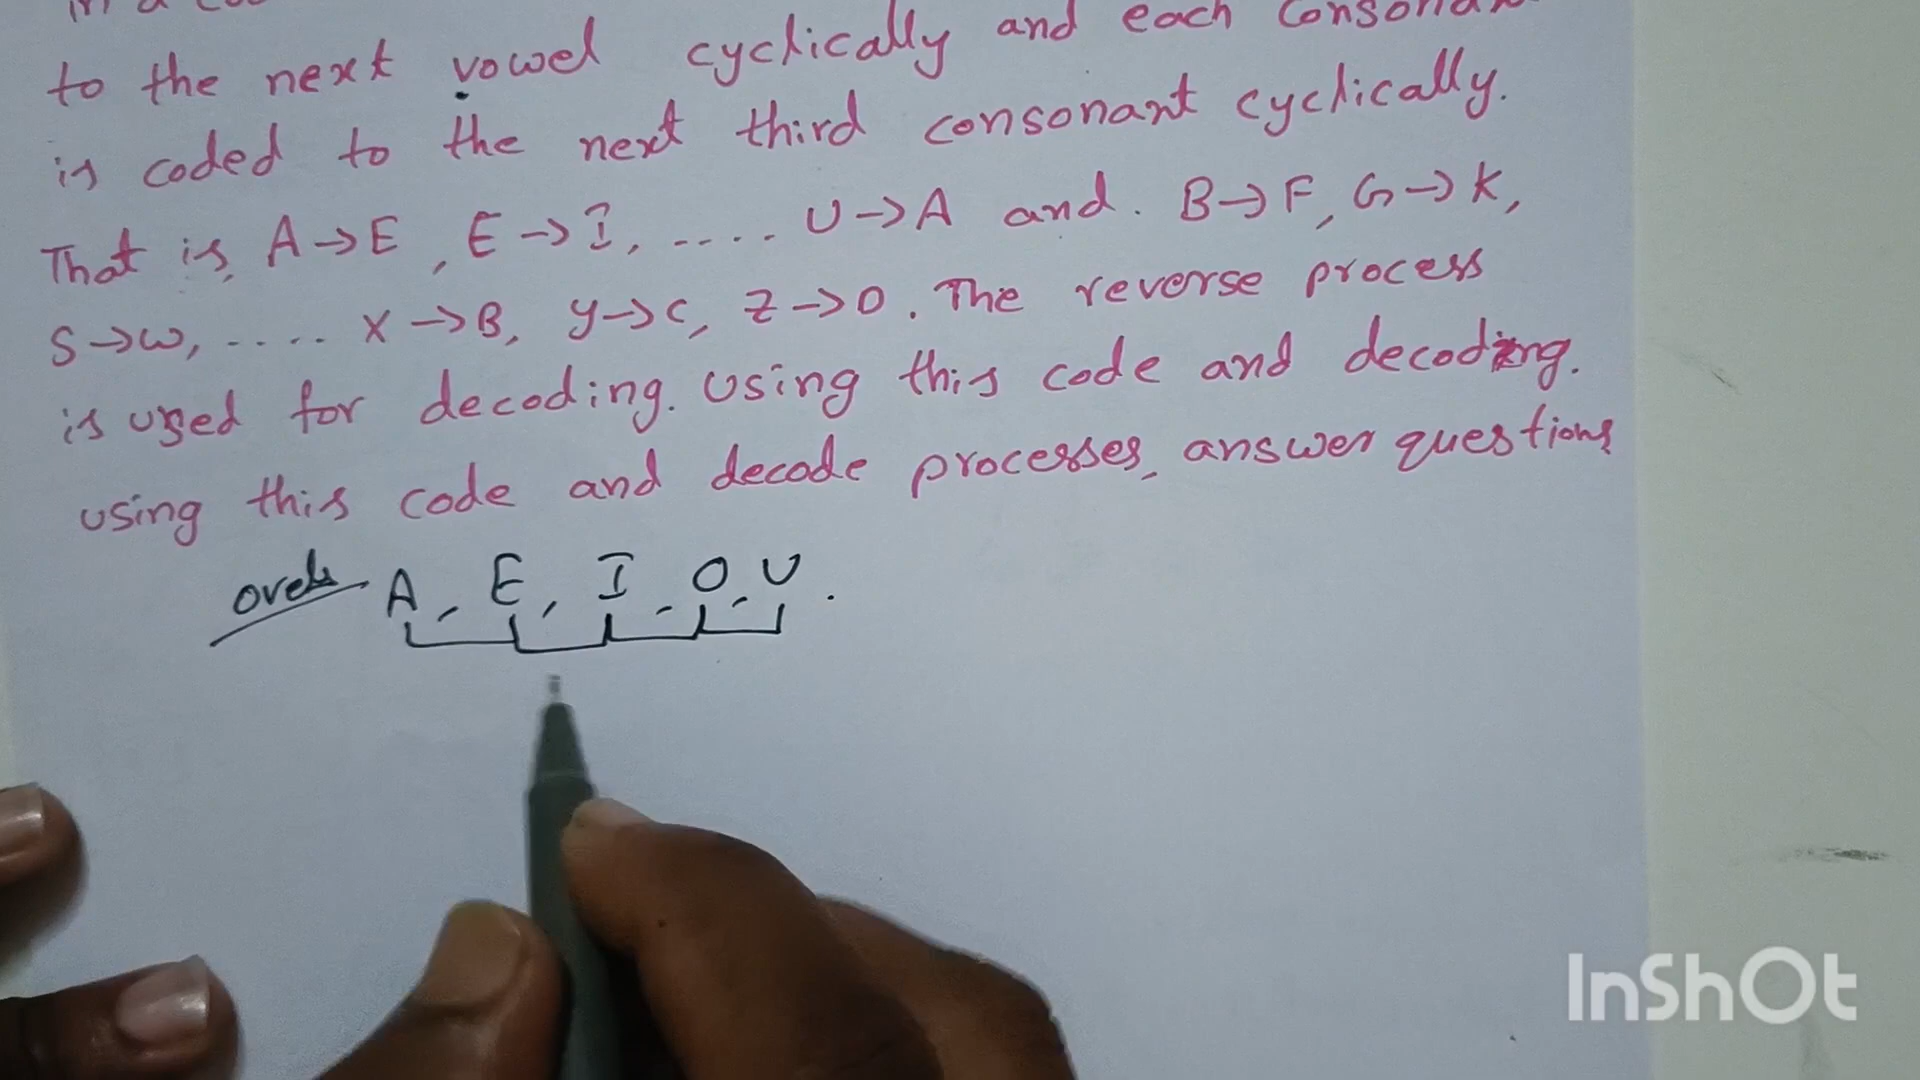 in a
to the next vowel cyclically and each consonan
is coded to the next third consonant cyclically.
That is, A→E, E→I, .... U→A and. B→F, G→K,
S→W, .... X→B, Y→C, Z→D. The reverse process
is used for decoding. Using this code and decoding.
using this code and decode processes, answer questions
A, E, I, O, U.
InShOt